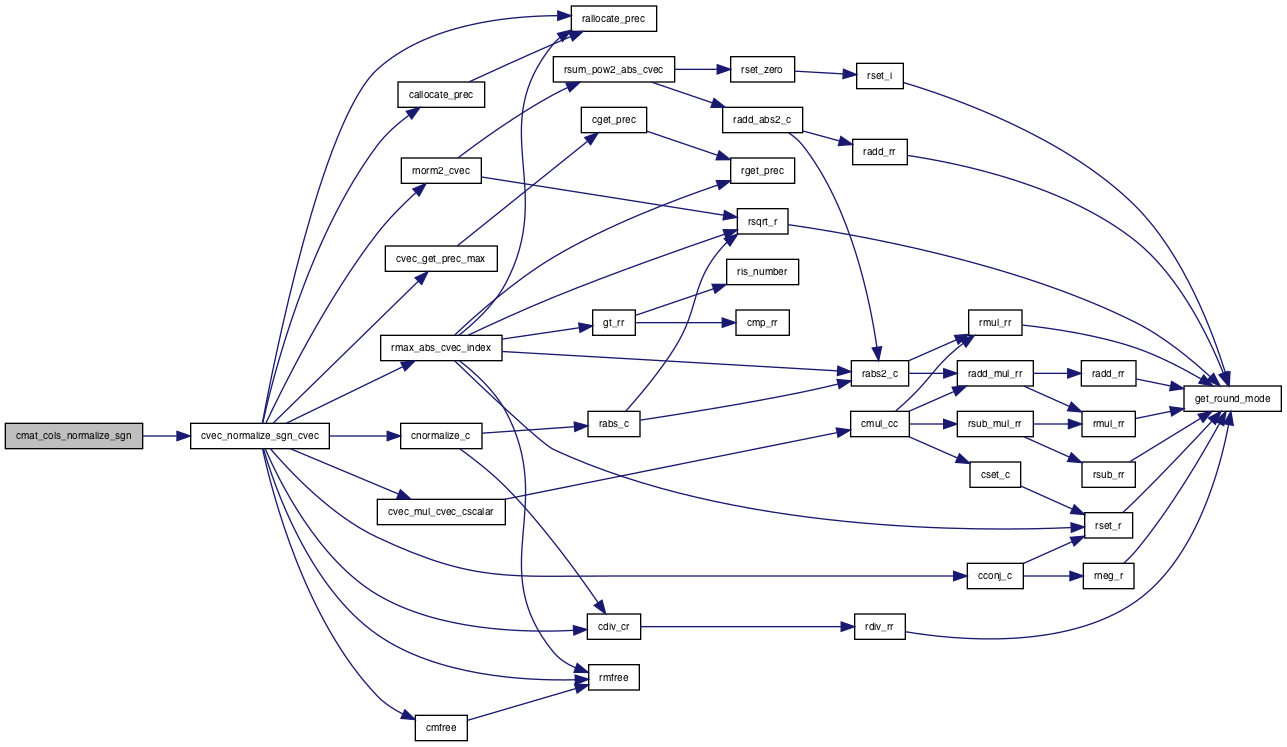 rallocate_prec
rsum_pow2_abs_cvec
rset_zero
rset_i
callocate_prec
cget_prec
radd_abs2_c
radd_rr
rnorm2_cvec
rget_prec
rsqrt_r
cvec_get_prec_max
ris_number
gt_rr
cmp_rr
rmul_rr
rmax_abs_cvec_index
rabs2_c
radd_mul_rr
radd_rr
get_round_mode
cmat_cols_normalize_sgn
cvec_normalize_sgn_cvec
cnormalize_c
rabs_c
cmul_cc
rsub_mul_rr
rmul_rr
cset_c
rsub_rr
cvec_mul_cvec_cscalar
rset_r
cconj_c
rneg_r
cdiv_cr
rdiv_rr
rmfree
cmfree